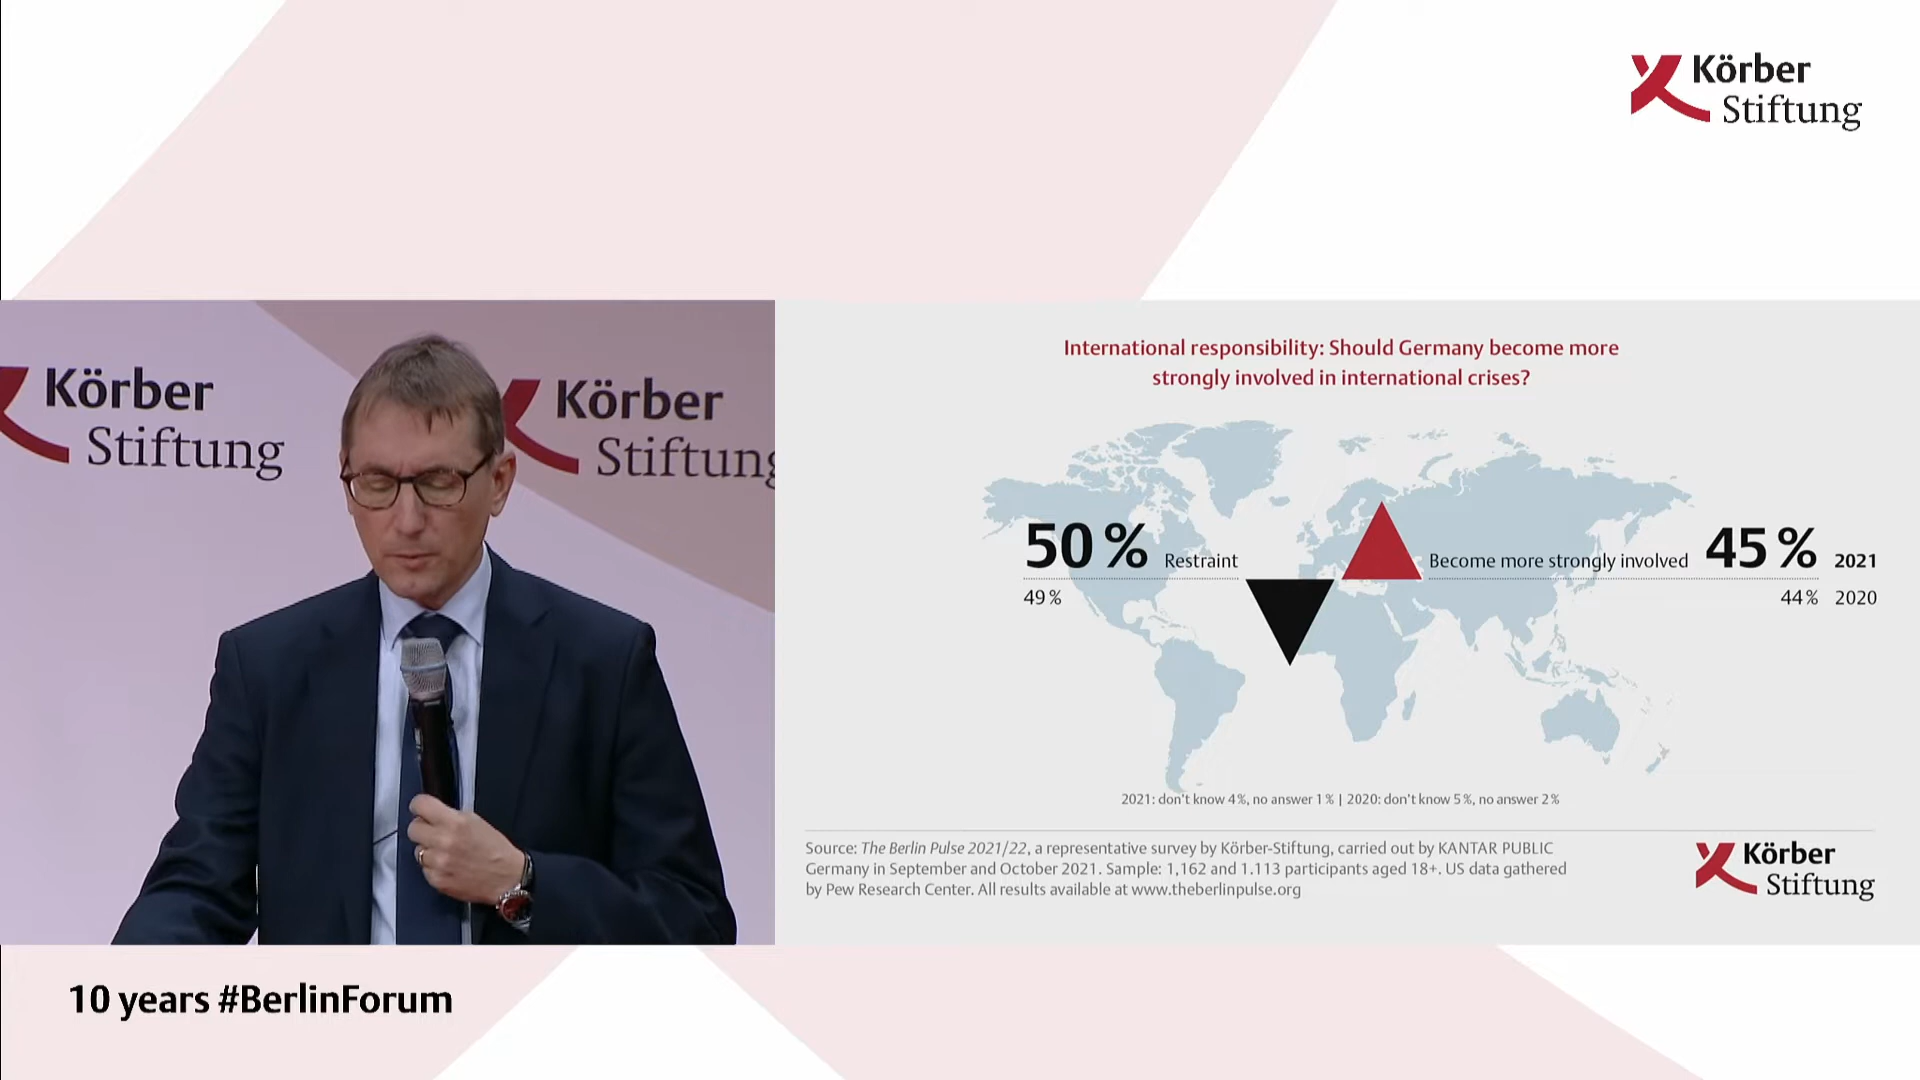 Körber
Stiftung
Körber
Stiftung
Körber
Stiftung
International responsibility: Should Germany become more
strongly involved in international crises?
50 % Restraint
49 %
Become more strongly involved 45 % 2021
44 % 2020
2021: don't know 4 %, no answer 1 % | 2020: don't know 5 %, no answer 2 %
Source: The Berlin Pulse 2021/22, a representative survey by Körber-Stiftung, carried out by KANTAR PUBLIC
Germany in September and October 2021. Sample: 1,162 and 1.113 participants aged 18+. US data gathered
by Pew Research Center. All results available at www.theberlinpulse.org
Körber
Stiftung
10 years #BerlinForum